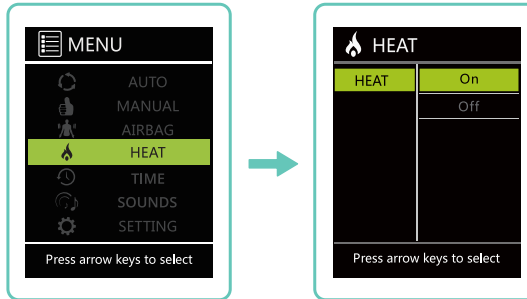 MENU
AUTO
MANUAL
AIRBAG
HEAT
TIME
SOUNDS
SETTING
Press arrow keys to select
HEAT
HEAT
On
Off
Press arrow keys to select